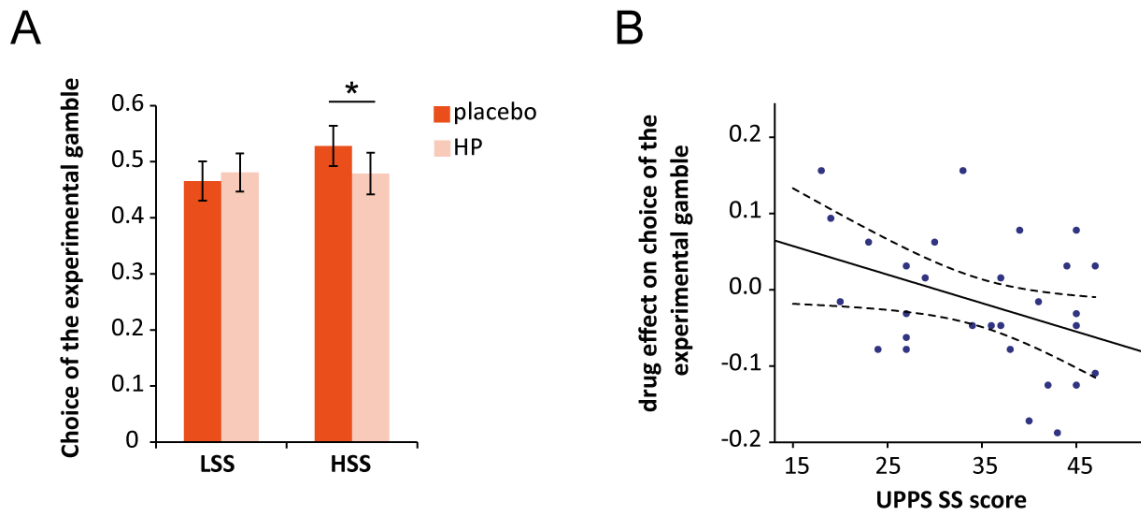 A
Choice of the experimental gamble
0.6
0.5
0.4
0.3
0.2
0.1
0
*
placebo
HP
LSS
HSS
B
drug effect on choice of the
experimental gamble
0.2
0.1
0.0
-0.1
-0.2
15
25
35
45
UPPS SS score